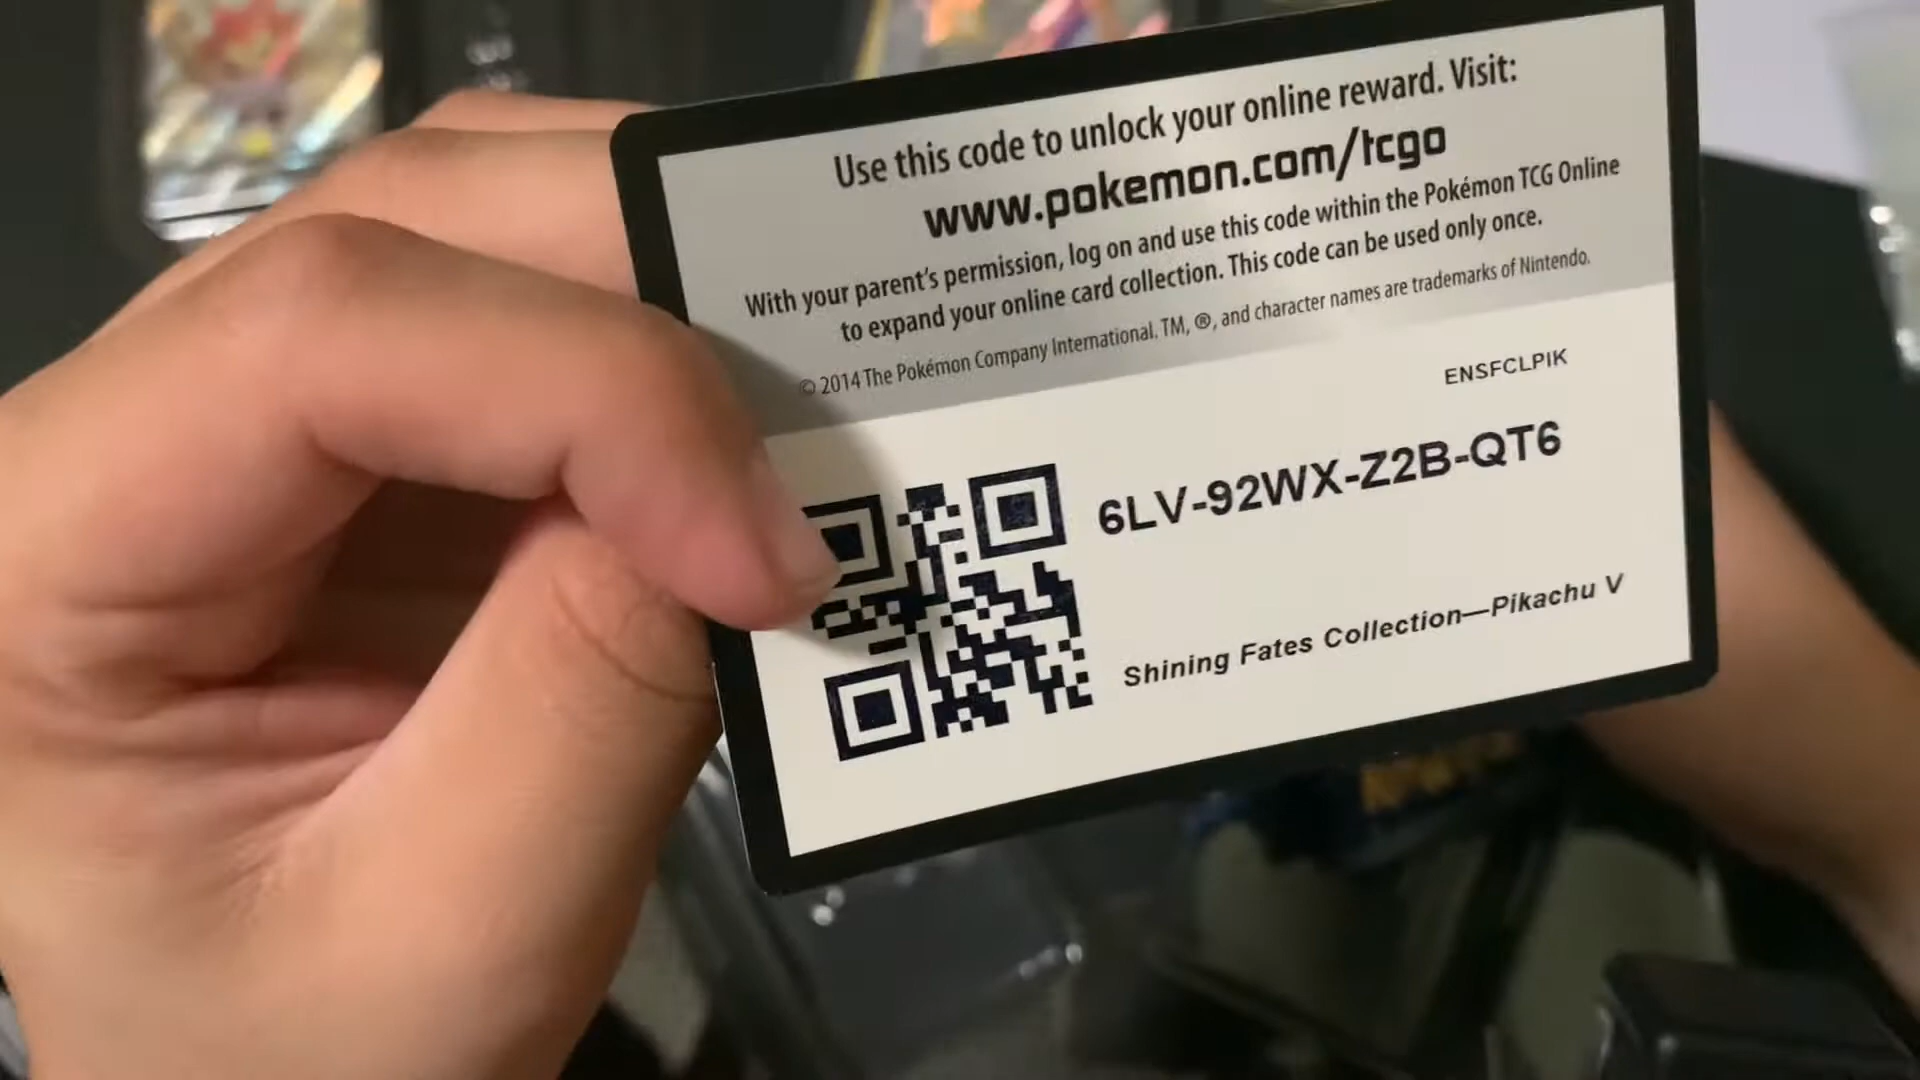 Use this code to unlock your online reward. Visit:
www.pokemon.com/tcgo
With your parent's permission, log on and use this code within the Pokémon TCG Online
to expand your online card collection. This code can be used only once.
© 2014 The Pokémon Company International. TM, ®, and character names are trademarks of Nintendo.
ENSFCLPIK
6LV-92WX-Z2B-QT6
Shining Fates Collection—Pikachu V